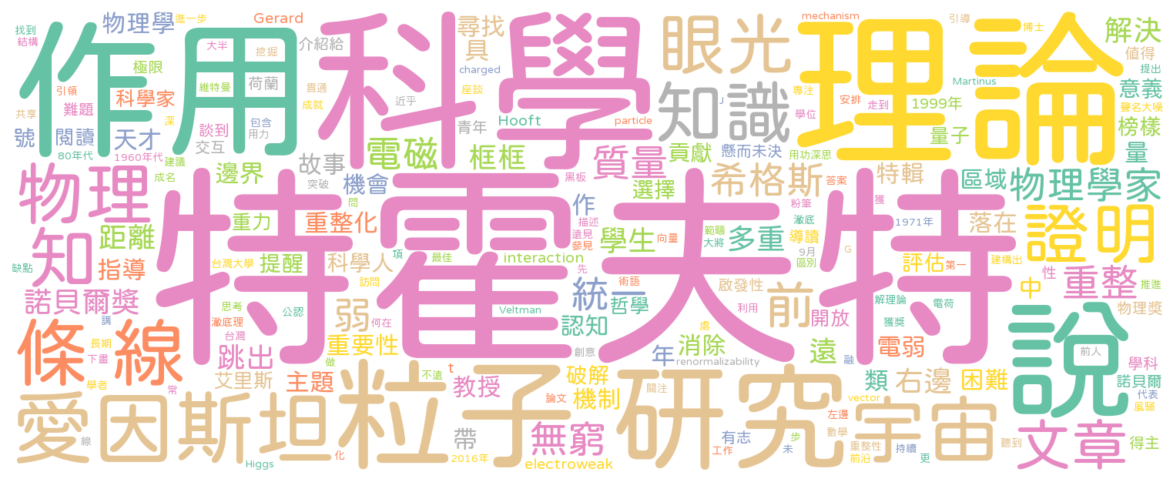 作用
科學
理論
特霍夫特
眼光
知識
解決
意義
榜樣
量
物理學
介紹給
尋找
具
Gerard
mechanism
引導
博士
找到
結構
進一步
大半
挖掘
引領
極限
維特曼
荷蘭
貫通
成就
charged
座談
值得
提出
Martinus
專注
安排
走到
1999年
聲名大噪
共享
難題
深
科學家
包含
近乎
青年
Hooft
particle
學位
量子
號
閱讀
天才
談到
交互
用力
80年代
1960年代
建議
成名
故事
電磁
框框
質量
貢獻
懸而未決
用功深思
物理
邊界
機會
突破
問
黑板
選擇
希格斯
答案
粉筆
特輯
區域
物理學家
獲
1971年
知
距離
重力
重整化
描述
遠見
參見
向量
範疇
大將
澈底
落在
證明
作
學生
多重
導讀
9月
區別
G
建構出
評估
第一
性
中
重整
推進
缺點
指導
台灣大學
提醒
科學人
項
最佳
interaction
先
術語
啟發性
利用
前
開放
解理論
電荷
物理獎
諾貝爾獎
思考
公認
訪問
何在
弱
統一
哲學
認知
Veltman
獲獎
條線
講
長期
下畫
澈底理
台灣
跳出
做
重要性
年
消除
遠
處
電弱
說
前人
學者
常
艾里斯
主題
t
不遠
教授
創意
破解
機制
renormalizability
關注
融
類
右邊
困難
學科
諾貝爾
代表
風騷
愛因斯坦
粒子
研究
宇宙
文章
論文
vector
左邊
數學
重整性
前沿
聽到
得主
線
化
Higgs
2016年
帶
無窮
electroweak
有志
工作
步
未
持續
更
J